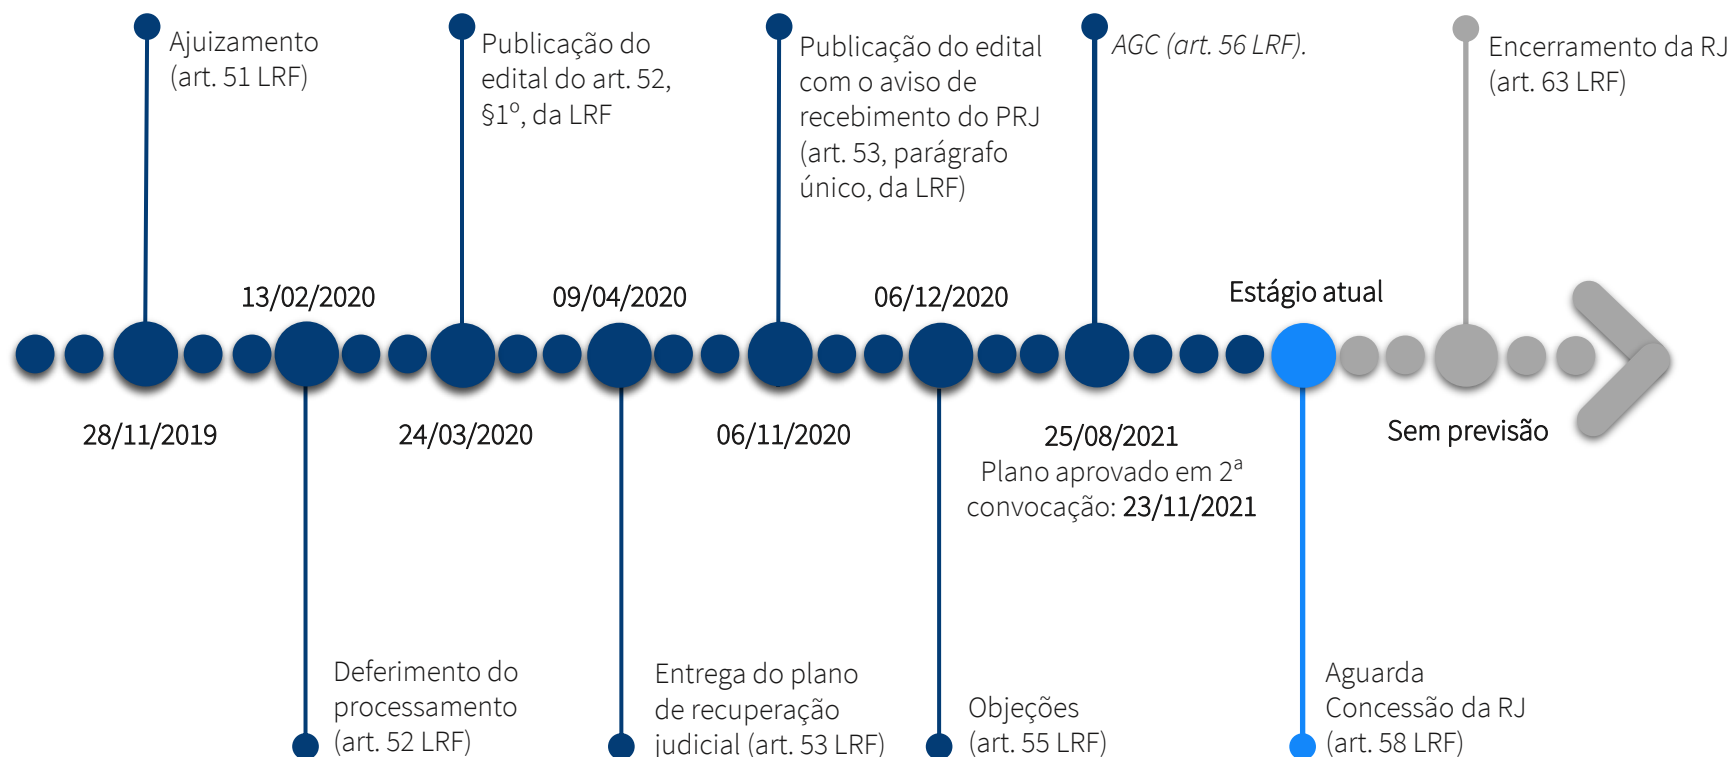 Ajuizamento
(art. 51 LRF)
Publicação do
edital do art. 52,
§1º, da LRF
Publicação do edital
com o aviso de
recebimento do PRJ
(art. 53, parágrafo
único, da LRF)
AGC (art. 56 LRF).
Encerramento da RJ
(art. 63 LRF)
13/02/2020
09/04/2020
06/12/2020
Estágio atual
28/11/2019
24/03/2020
06/11/2020
25/08/2021
Plano aprovado em 2ª
convocação: 23/11/2021
Sem previsão
Deferimento do
processamento
(art. 52 LRF)
Entrega do plano
de recuperação
judicial (art. 53 LRF)
Objeções
(art. 55 LRF)
Aguarda
Concessão da RJ
(art. 58 LRF)